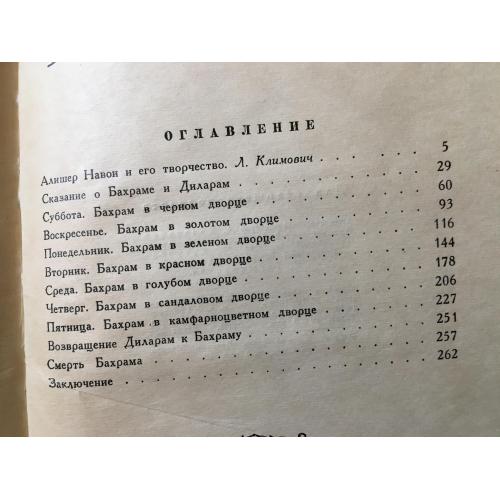 ОГЛАВЛЕНИЕ
Алишер Навои и его творчество. Л. Климович . . . . . 5
Сказание о Бахраме и Диларам . . . . . . . . . . 29
Суббота. Бахрам в черном дворце . . . . . . . . . 60
Воскресенье. Бахрам в золотом дворце . . . . . . . 93
Понедельник. Бахрам в зеленом дворце . . . . . . . 116
Вторник. Бахрам в красном дворце . . . . . . . . 144
Среда. Бахрам в голубом дворце . . . . . . . . . 178
Четверг. Бахрам в сандаловом дворце . . . . . . . 206
Пятница. Бахрам в камфарноцветном дворце . . . . . 227
Возвращение Диларам к Бахраму . . . . . . . . . 251
Смерть Бахрама . . . . . . . . . . . . . . 257
Заключение . . . . . . . . . . . . . . . 262